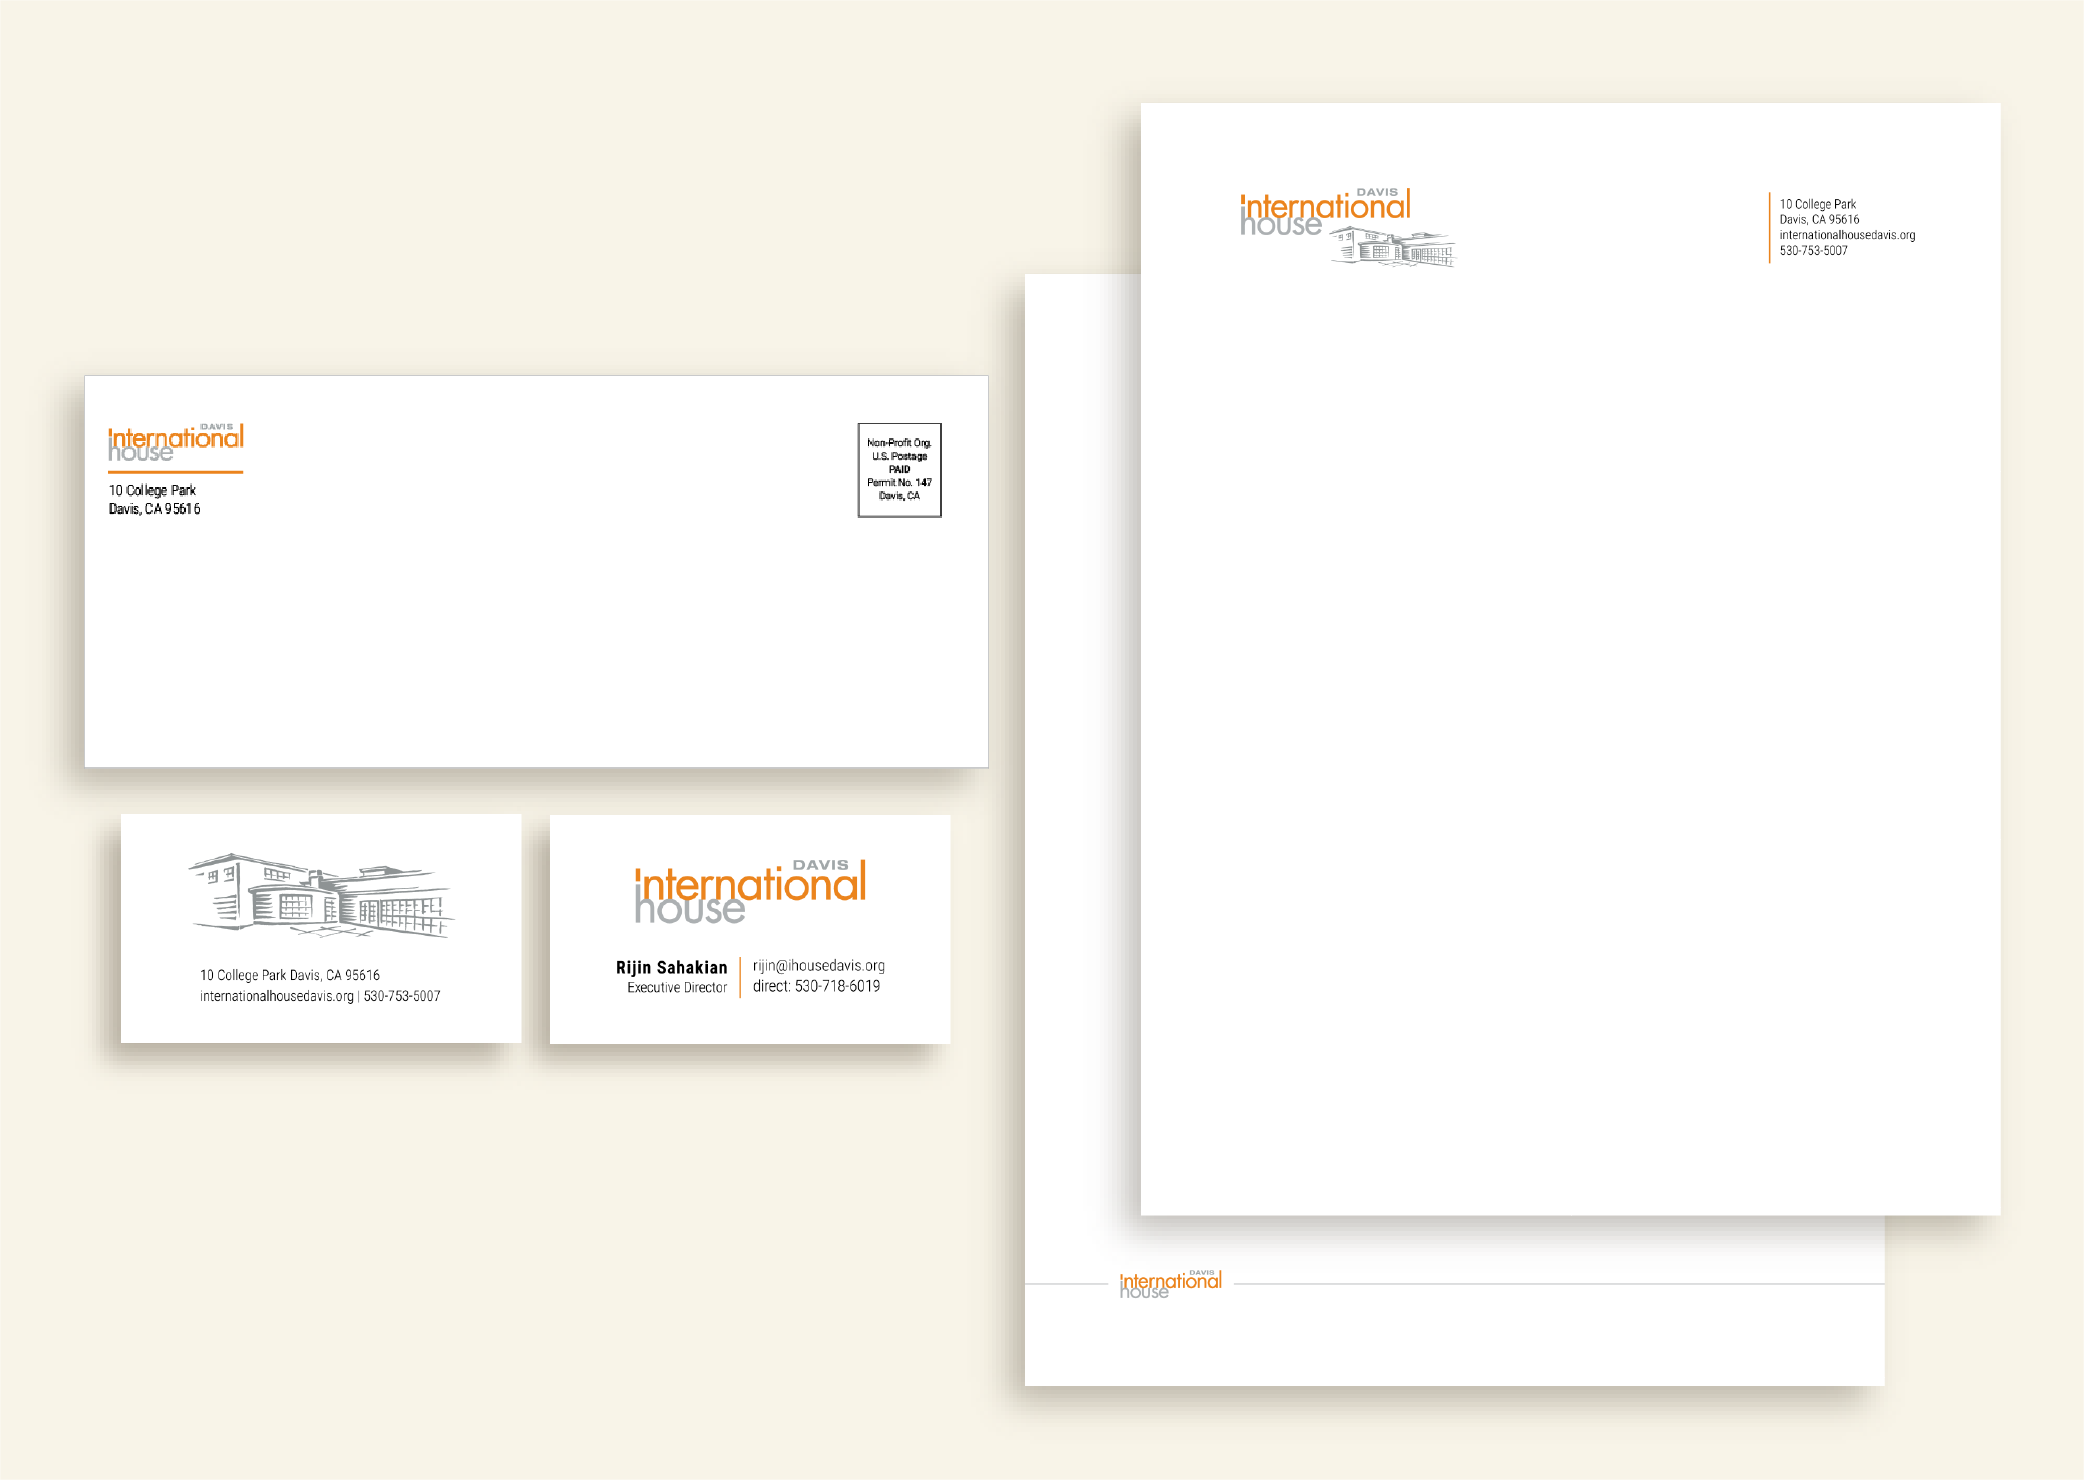 DAVIS
international
house
10 College Park
Davis, CA 95616
Non-Profit Org.
U.S. Postage
PAID
Permit No. 147
Davis, CA
10 College Park Davis, CA 95616
internationalhousedavis.org | 530-753-5007
DAVIS
international
house
Rijin Sahakian
Executive Director
rijin@ihousedavis.org
direct: 530-718-6019
DAVIS
international
house
10 College Park
Davis, CA 95616
internationalhousedavis.org
530-753-5007
DAVIS
international
house